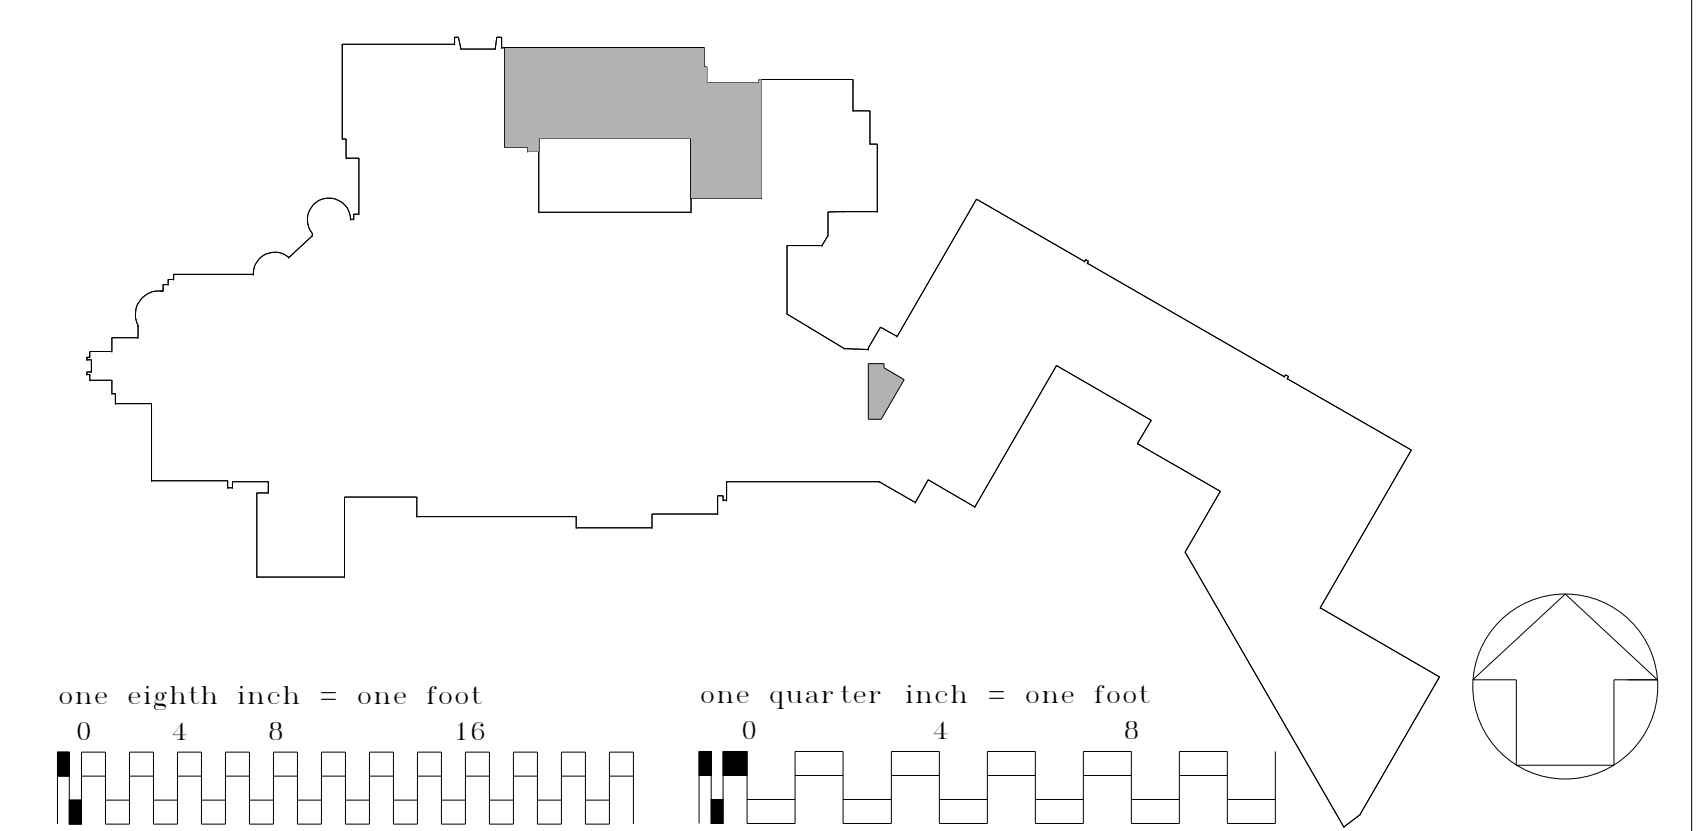 one eighth inch = one foot
0 4 8 16
one quarter inch = one foot
0 4 8